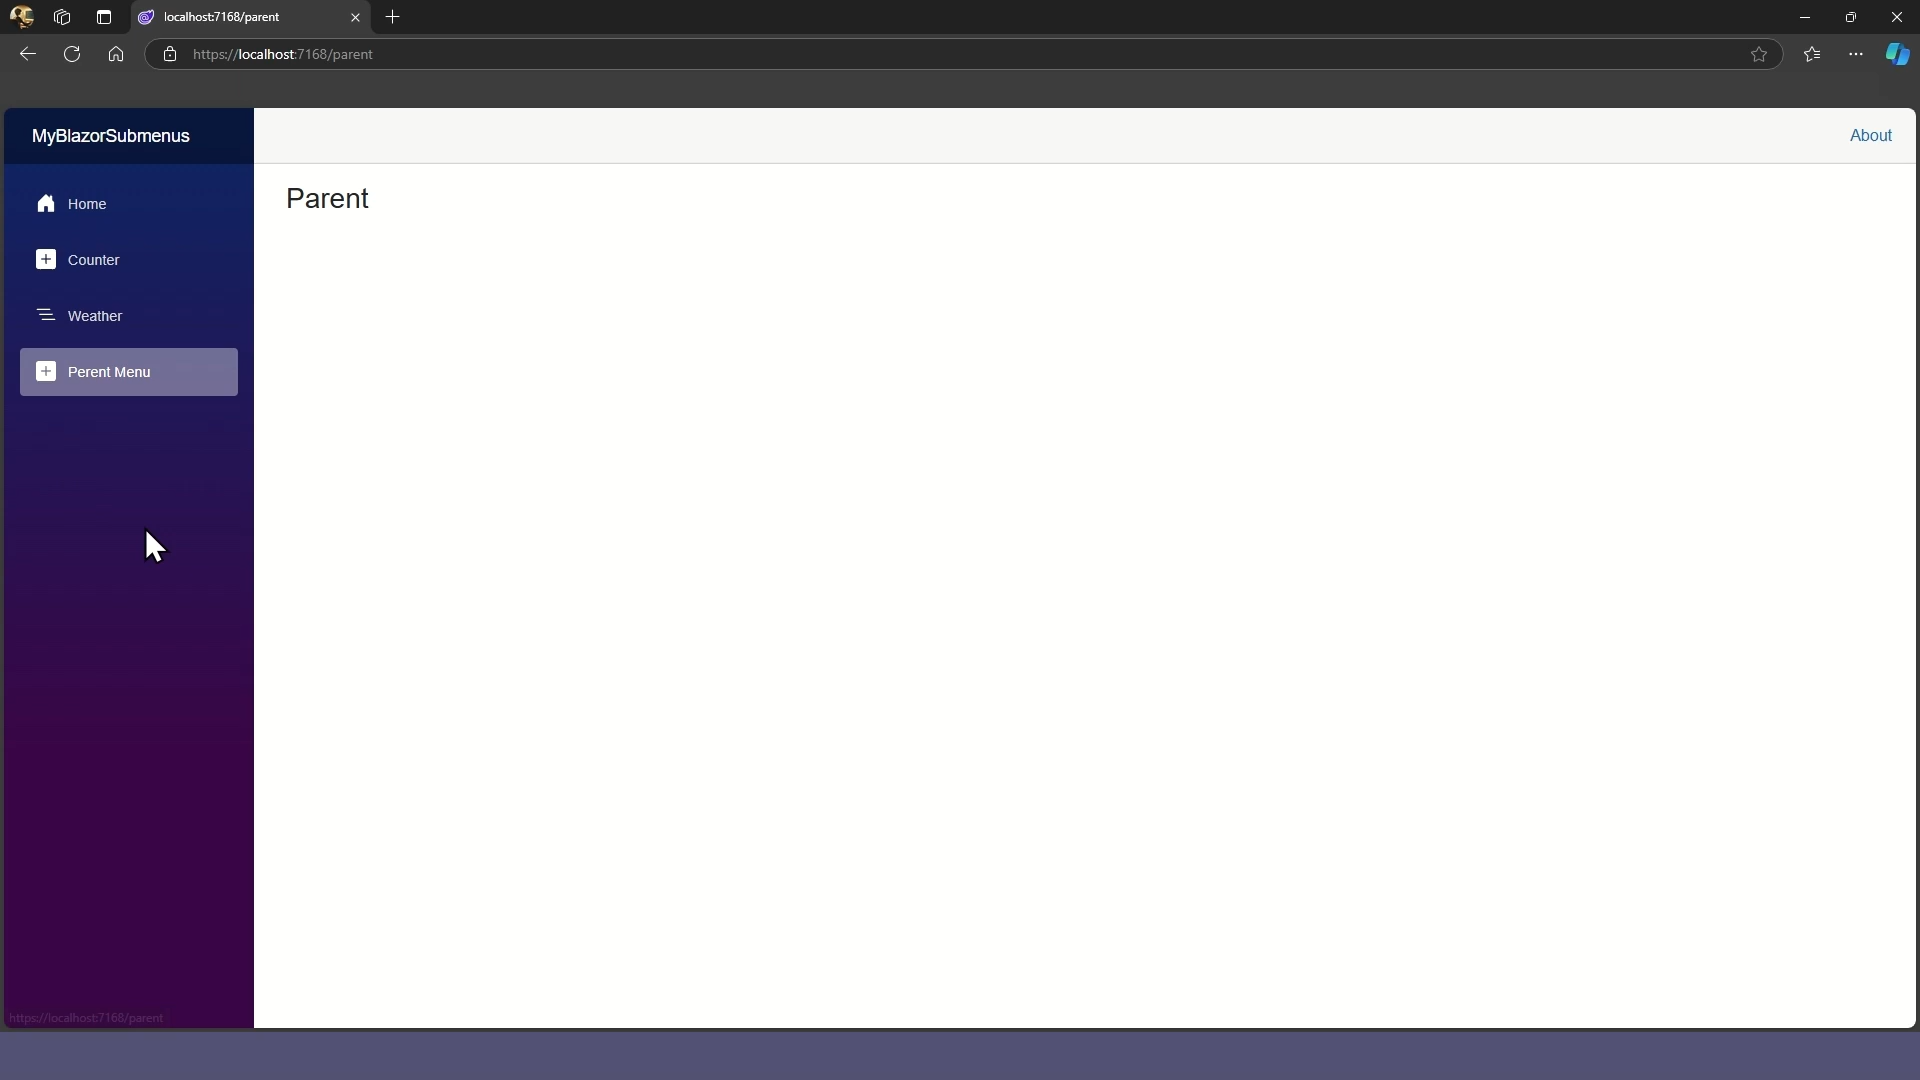 localhost:7168/parent
https://localhost:7168/parent
MyBlazorSubmenus
About
Home
Parent
Counter
Weather
Perent Menu
https://localhost:7168/parent